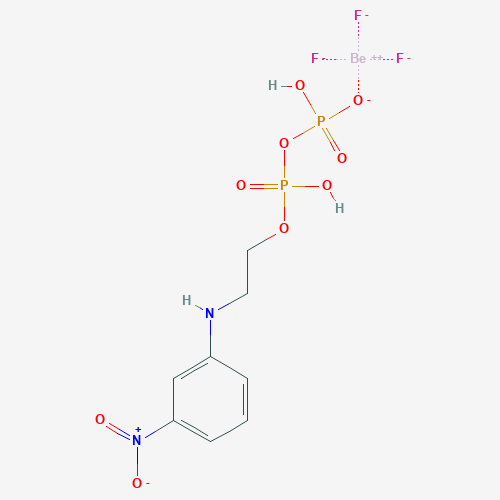 F -
F - Be ++ F -
H O O -
P
O O
O P O
H
O
H N
O +
N
O -